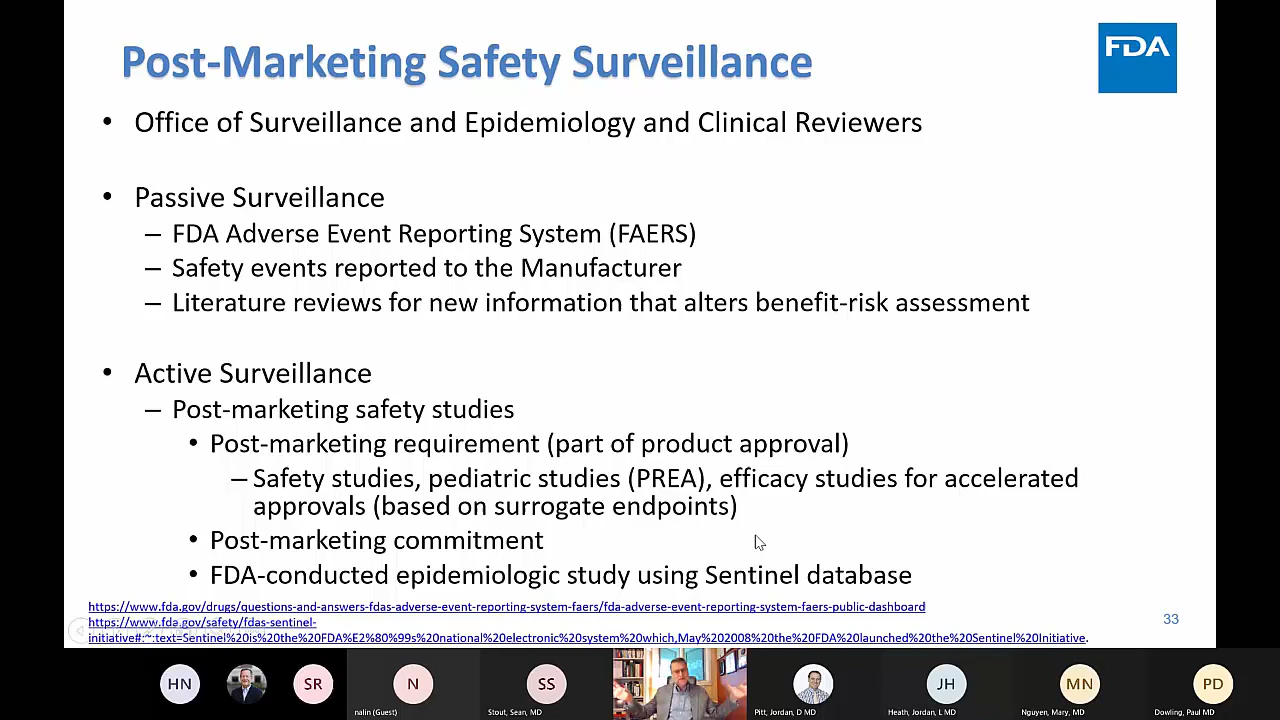 Post-Marketing Safety Surveillance
FDA
• Office of Surveillance and Epidemiology and Clinical Reviewers
• Passive Surveillance
– FDA Adverse Event Reporting System (FAERS)
– Safety events reported to the Manufacturer
– Literature reviews for new information that alters benefit-risk assessment
• Active Surveillance
– Post-marketing safety studies
• Post-marketing requirement (part of product approval)
– Safety studies, pediatric studies (PREA), efficacy studies for accelerated
approvals (based on surrogate endpoints)
• Post-marketing commitment
• FDA-conducted epidemiologic study using Sentinel database
https://www.fda.gov/drugs/questions-and-answers-fdas-adverse-event-reporting-system-faers/fda-adverse-event-reporting-system-faers-public-dashboard
https://www.fda.gov/safety/fdas-sentinel-
initiative#:~:text=Sentinel%20is%20the%20FDA%E2%80%99s%20national%20electronic%20system%20which,May%202008%20the%20FDA%20launched%20the%20Sentinel%20Initiative.
33
HN
SR
N
nalin (Guest)
SS
Stout, Sean, MD
Pitt, Jordan, D MD
JH
Heath, Jordan, L MD
MN
Nguyen, Mary, MD
PD
Dowling, Paul MD